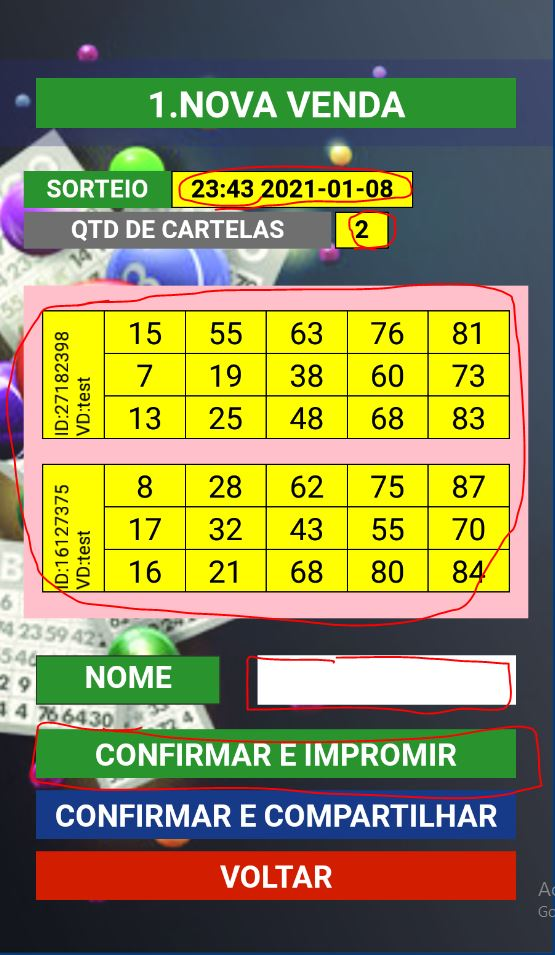 1.NOVA VENDA
SORTEIO 23:43 2021-01-08
QTD DE CARTELAS 2
ID:27182398
VD:test
15 55 63 76 81
7 19 38 60 73
13 25 48 68 83
ID:16127375
VD:test
8 28 62 75 87
17 32 43 55 70
16 21 68 80 84
NOME
CONFIRMAR E IMPROMIR
CONFIRMAR E COMPARTILHAR
VOLTAR